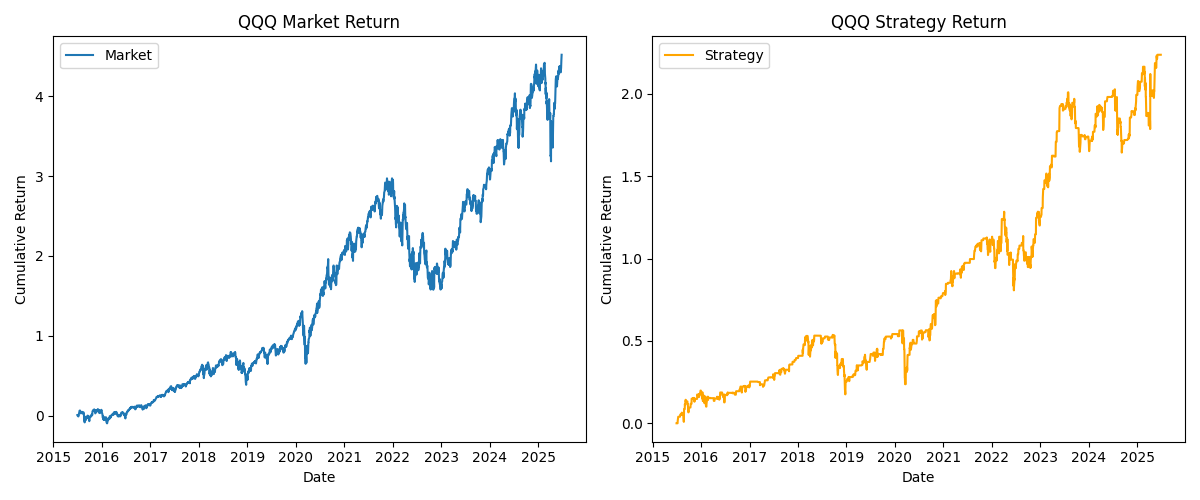 QQQ Market Return
Market
Cumulative Return
4
3
2
1
0
2015 2016 2017 2018 2019 2020 2021 2022 2023 2024 2025
Date
QQQ Strategy Return
Strategy
Cumulative Return
2.0
1.5
1.0
0.5
0.0
2015 2016 2017 2018 2019 2020 2021 2022 2023 2024 2025
Date